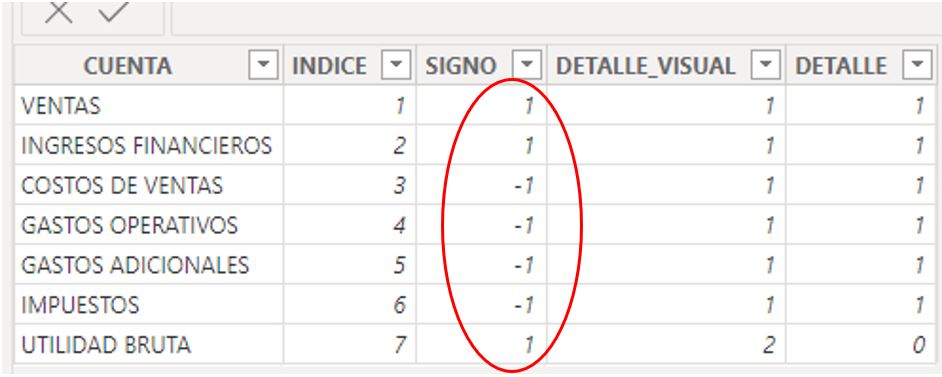 CUENTA INDICE SIGNO DETALLE_VISUAL DETALLE
VENTAS 1 1 1 1
INGRESOS FINANCIEROS 2 1 1 1
COSTOS DE VENTAS 3 -1 1 1
GASTOS OPERATIVOS 4 -1 1 1
GASTOS ADICIONALES 5 -1 1 1
IMPUESTOS 6 -1 1 1
UTILIDAD BRUTA 7 1 2 0